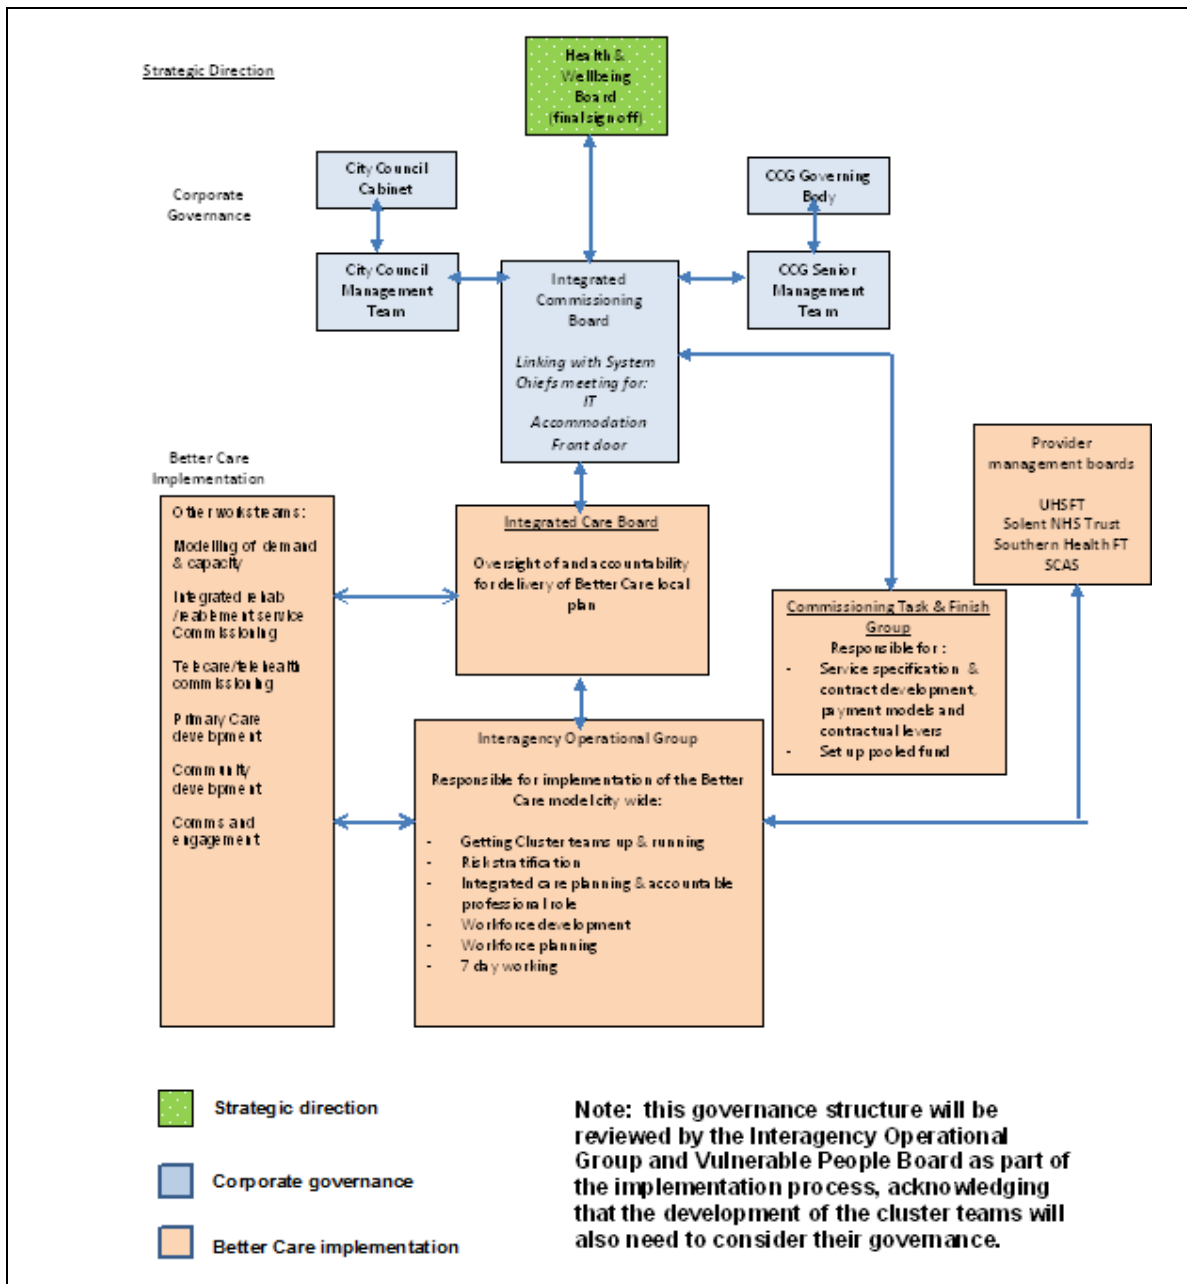 Strategic Direction
Health &
Wellbeing
Board
(final sign off)
City Council
Cabinet
CCG Governing
Body
Corporate
Governance
City Council
Management
Team
Integrated
Commissioning
Board
Linking with System
Chiefs meeting for:
IT
Accommodation
Front door
CCG Senior
Management
Team
Provider
management boards
UHSFT
Solent NHS Trust
Southern Health FT
SCAS
Better Care
Implementation
Other workstreams:
Modelling of demand
& capacity
Integrated rehab
/reablement service
Commissioning
Telecare/telehealth
commissioning
Primary Care
development
Community
development
Comms and
engagement
Integrated Care Board
Oversight of and accountability
for delivery of Better Care local
plan
Commissioning Task & Finish
Group
Responsible for :
- Service specification &
contract development,
payment models and
contractual levers
- Set up pooled fund
Interagency Operational Group
Responsible for implementation of the Better
Care model city wide:
- Getting Cluster teams up & running
- Risk stratification
- Integrated care planning & accountable
professional role
- Workforce development
- Workforce planning
- 7 day working
Strategic direction
Corporate governance
Better Care implementation
Note: this governance structure will be
reviewed by the Interagency Operational
Group and Vulnerable People Board as part of
the implementation process, acknowledging
that the development of the cluster teams will
also need to consider their governance.